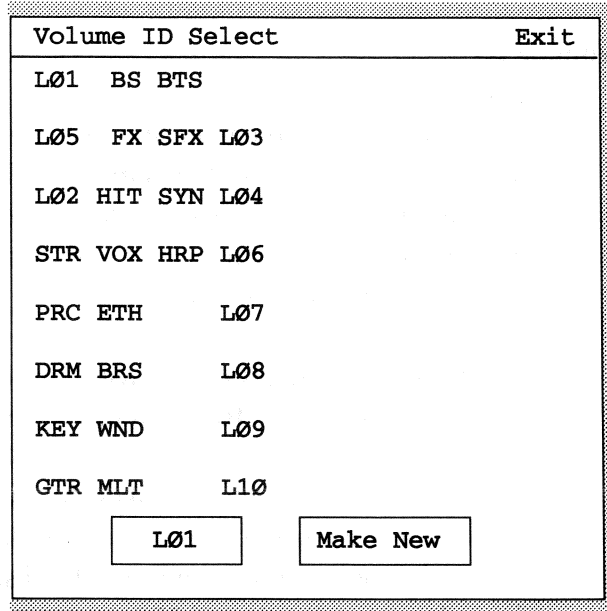 Volume ID Select Exit
LØ1 BS BTS
LØ5 FX SFX LØ3
LØ2 HIT SYN LØ4
STR VOX HRP LØ6
PRC ETH LØ7
DRM BRS LØ8
KEY WND LØ9
GTR MLT L1Ø
LØ1 Make New